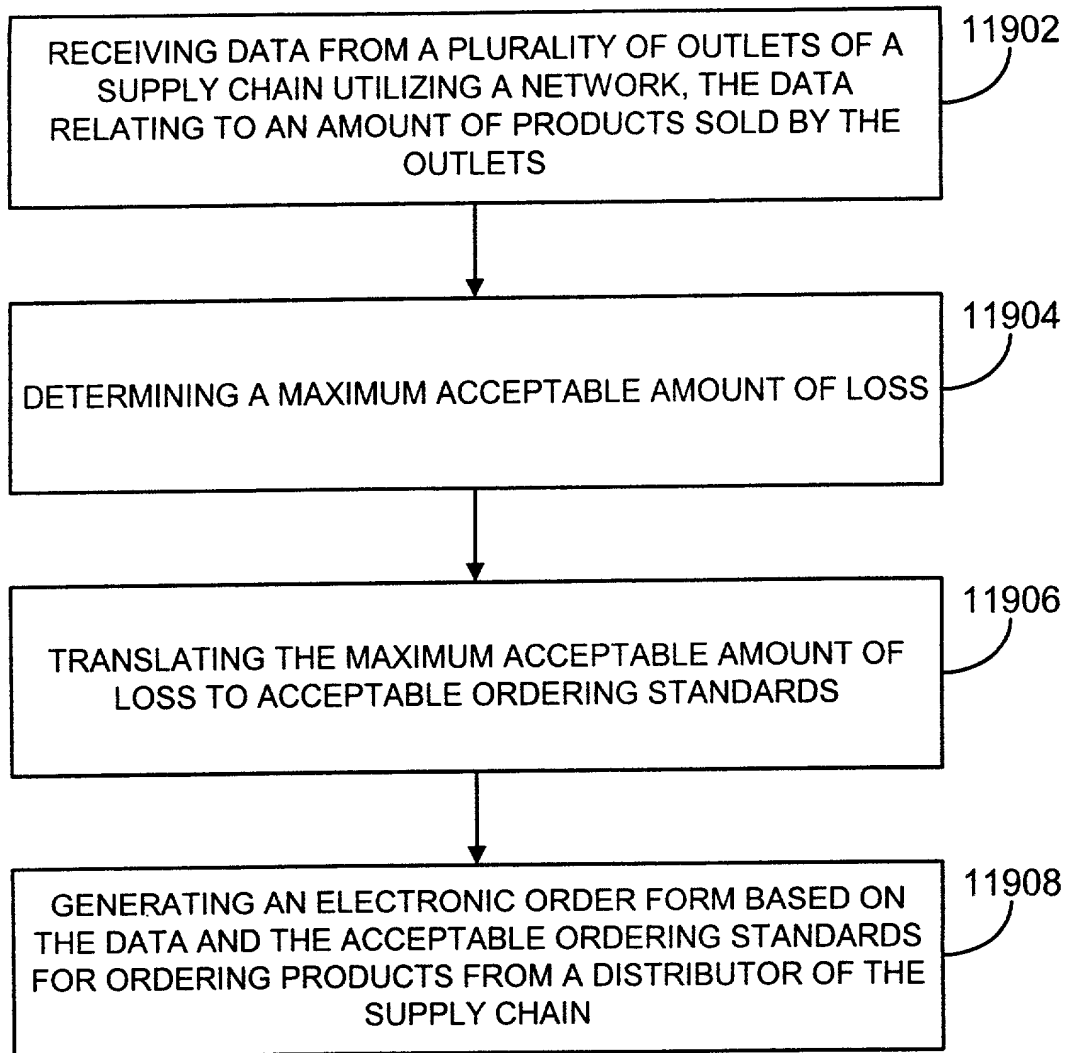 RECEIVING DATA FROM A PLURALITY OF OUTLETS OF A
SUPPLY CHAIN UTILIZING A NETWORK, THE DATA
RELATING TO AN AMOUNT OF PRODUCTS SOLD BY THE
OUTLETS
11902
DETERMINING A MAXIMUM ACCEPTABLE AMOUNT OF LOSS
11904
TRANSLATING THE MAXIMUM ACCEPTABLE AMOUNT OF
LOSS TO ACCEPTABLE ORDERING STANDARDS
11906
GENERATING AN ELECTRONIC ORDER FORM BASED ON
THE DATA AND THE ACCEPTABLE ORDERING STANDARDS
FOR ORDERING PRODUCTS FROM A DISTRIBUTOR OF THE
SUPPLY CHAIN
11908